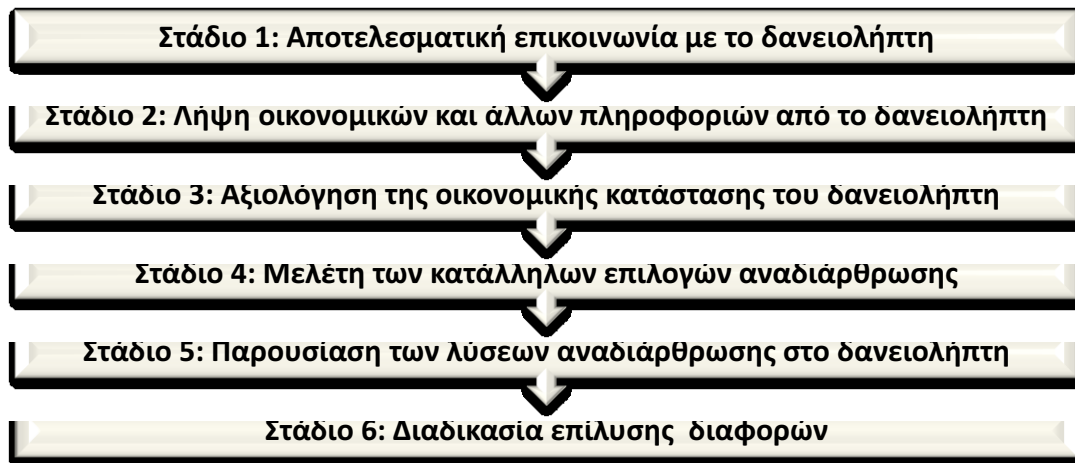 Στάδιο 1: Αποτελεσματική επικοινωνία με το δανειολήπτη
Στάδιο 2: Λήψη οικονομικών και άλλων πληροφοριών από το δανειολήπτη
Στάδιο 3: Αξιολόγηση της οικονομικής κατάστασης του δανειολήπτη
Στάδιο 4: Μελέτη των κατάλληλων επιλογών αναδιάρθρωσης
Στάδιο 5: Παρουσίαση των λύσεων αναδιάρθρωσης στο δανειολήπτη
Στάδιο 6: Διαδικασία επίλυσης διαφορών